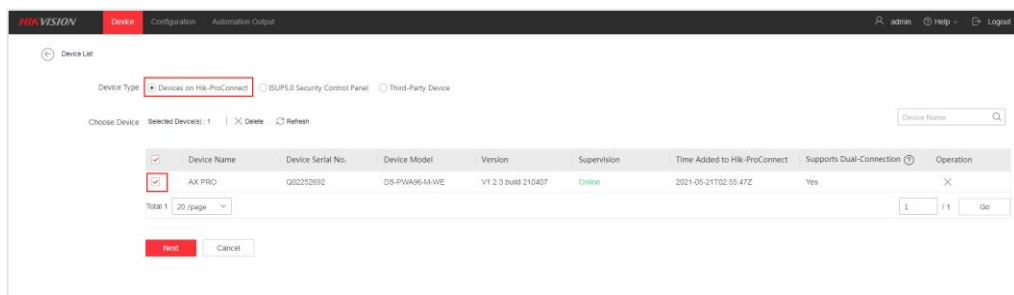 HIKVISION Device Configuration Automation Output admin Help Logout
Device List
Device Type Devices on Hik-ProConnect ISUP5.0 Security Control Panel Third-Party Device
Choose Device Selected Device(s) : 1 | Delete Refresh Device Name
Device Name Device Serial No. Device Model Version Supervision Time Added to Hik-ProConnect Supports Dual-Connection Operation
AX PRO Q02252692 DS-PWA96-M-WE V1.2.3 build 210407 Online 2021-05-21T02:55:47Z Yes
Total 1 20 /page 1 / 1 Go
Next Cancel